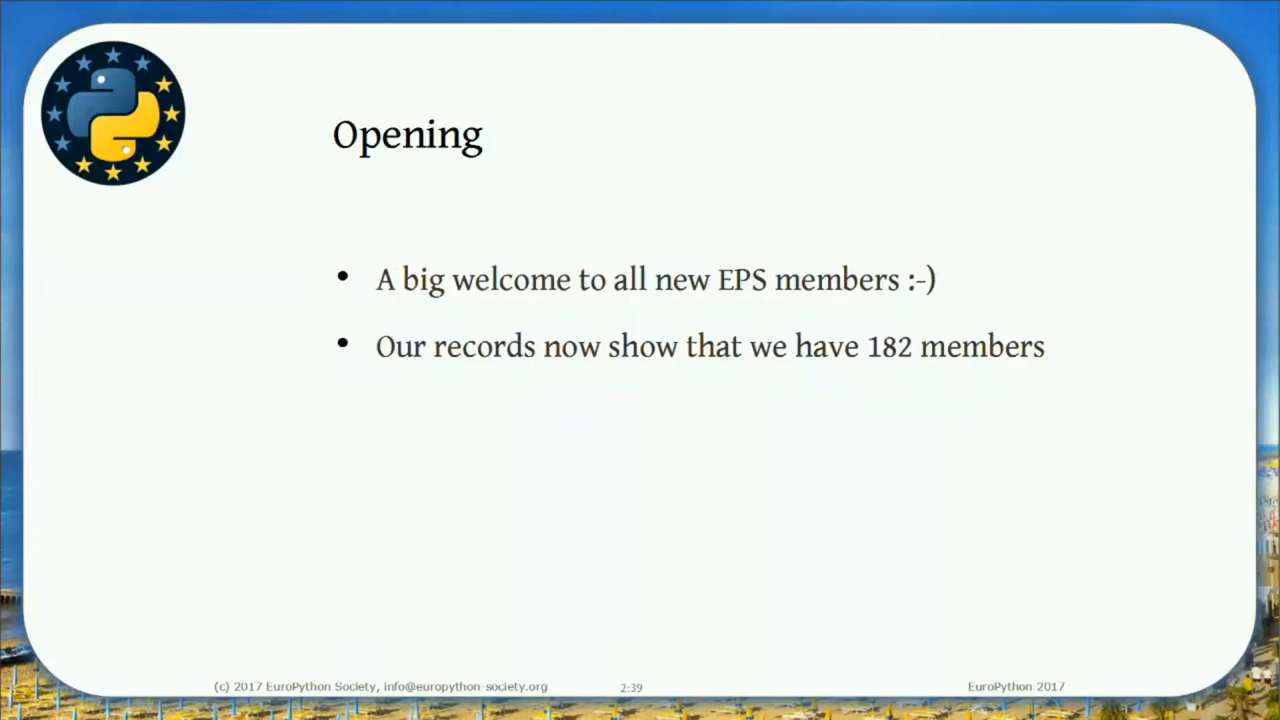 Opening
• A big welcome to all new EPS members :-)
• Our records now show that we have 182 members
(c) 2017 EuroPython Society, info@europython-society.org
2:39
EuroPython 2017